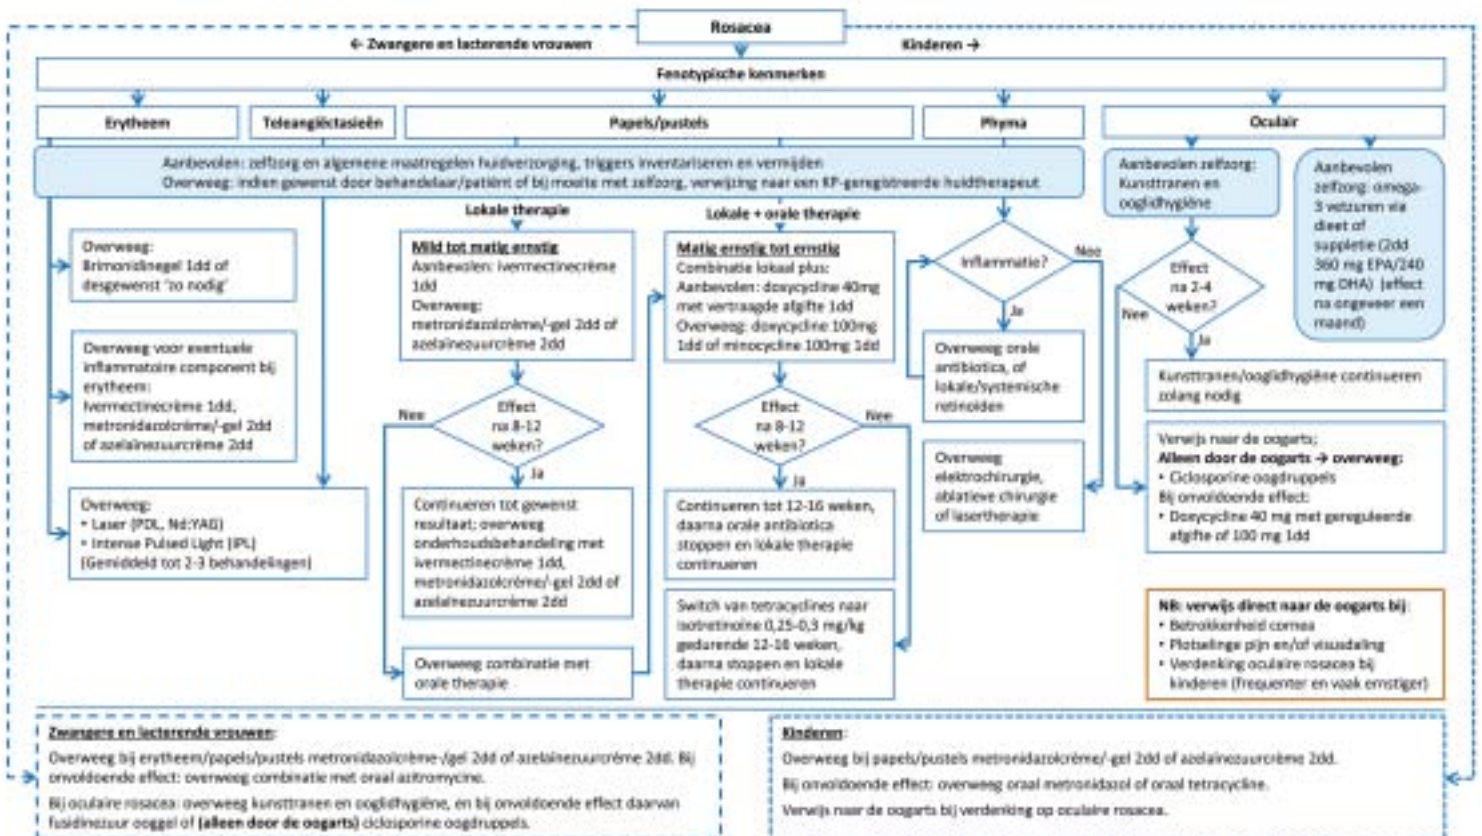 Rosacea
← Zwangere en lacterende vrouwen
Kinderen →
Fenotypische kenmerken
Erytheem
Teleangiëctasieën
Papels/pustels
Phyma
Oculair
Aanbevolen: zelfzorg en algemene maatregelen huidverzorging, triggers inventariseren en vermijden
Overweeg: indien gewenst door behandelaar/patiënt of bij moeite met zelfzorg, verwijzing naar een KP-geregistreerde huidtherapeut
Overweeg:
Brimonidinegel 1dd of
desgewenst 'zo nodig'
Overweeg voor eventuele
inflammatoire component bij
erytheem:
Ivermectinecrème 1dd,
metronidazolcrème/-gel 2dd
of azelaïnezuurcrème 2dd
Overweeg:
• Laser (PDL, Nd:YAG)
• Intense Pulsed Light (IPL)
(Gemiddeld tot 2-3 behandelingen)
Lokale therapie
Mild tot matig ernstig
Aanbevolen: ivermectinecrème
1dd
Overweeg:
metronidazolcrème/-gel 2dd of
azelaïnezuurcrème 2dd
Effect
na 8-12
weken?
Nee
Ja
Continueren tot gewenst
resultaat; overweeg
onderhoudsbehandeling met
ivermectinecrème 1dd,
metronidazolcrème/-gel 2dd of
azelaïnezuurcrème 2dd
Overweeg combinatie met
orale therapie
Lokale + orale therapie
Matig ernstig tot ernstig
Combinatie lokaal plus:
Aanbevolen: doxycycline 40mg
met vertraagde afgifte 1dd
Overweeg: doxycycline 100mg
1dd of minocycline 100mg 1dd
Effect
na 8-12
weken?
Nee
Ja
Continueren tot 12-16 weken,
daarna orale antibiotica
stoppen en lokale therapie
continueren
Switch van tetracyclines naar
isotretinoïne 0,25-0,3 mg/kg
gedurende 12-16 weken,
daarna stoppen en lokale
therapie continueren
Inflammatie?
Nee
Ja
Overweeg orale
antibiotica, of
lokale/systemische
retinoiden
Overweeg
elektrochirurgie,
ablatieve chirurgie
of lasertherapie
Aanbevolen zelfzorg:
Kunsttranen en
ooglidhygiëne
Effect
na 2-4
weken?
Nee
Ja
Aanbevolen
zelfzorg: omega-
3 vetzuren via
dieet of
suppletie (2dd
360 mg EPA/240
mg DHA) (effect
na ongeveer een
maand)
Kunsttranen/ooglidhygiëne continueren
zolang nodig
Verwijs naar de oogarts;
Alleen door de oogarts → overweeg:
• Ciclosporine oogdruppels
Bij onvoldoende effect:
• Doxycycline 40 mg met gereguleerde
afgifte of 100 mg 1dd
NB: verwijs direct naar de oogarts bij:
• Betrokkenheid cornea
• Plotselinge pijn en/of visusdaling
• Verdenking oculaire rosacea bij
kinderen (frequenter en vaak ernstiger)
Zwangere en lacterende vrouwen:
Overweeg bij erytheem/papels/pustels metronidazolcrème-/gel 2dd of azelaïnezuurcrème 2dd. Bij
onvoldoende effect: overweeg combinatie met oraal azitromycine.
Bij oculaire rosacea: overweeg kunsttranen en ooglidhygiëne, en bij onvoldoende effect daarvan
fusidinezuur ooggel of (alleen door de oogarts) ciclosporine oogdruppels.
Kinderen:
Overweeg bij papels/pustels metronidazolcrème/-gel 2dd of azelaïnezuurcrème 2dd.
Bij onvoldoende effect: overweeg oraal metronidazol of oraal tetracycline.
Verwijs naar de oogarts bij verdenking op oculaire rosacea.